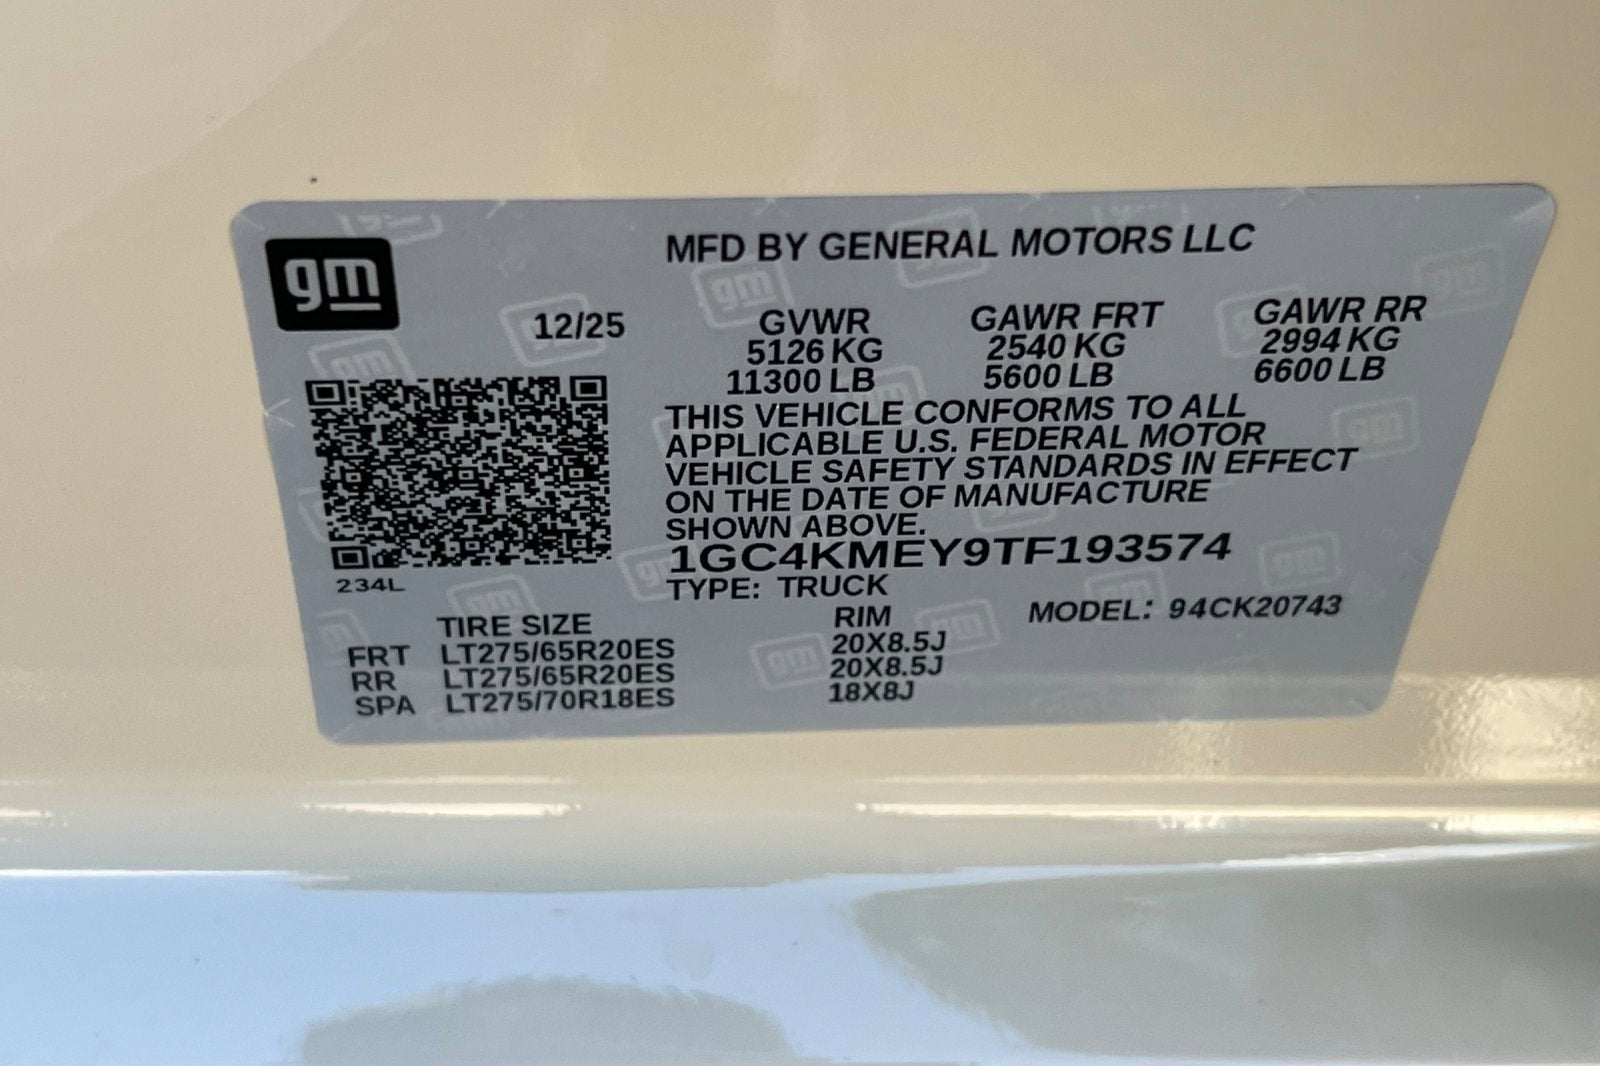 gm
MFD BY GENERAL MOTORS LLC
12/25 GVWR GAWR FRT GAWR RR
5126 KG 2540 KG 2994 KG
11300 LB 5600 LB 6600 LB
THIS VEHICLE CONFORMS TO ALL
APPLICABLE U.S. FEDERAL MOTOR
VEHICLE SAFETY STANDARDS IN EFFECT
ON THE DATE OF MANUFACTURE
SHOWN ABOVE.
1GC4KMEY9TF193574
234L
TYPE: TRUCK
MODEL: 94CK20743
TIRE SIZE RIM
FRT LT275/65R20ES 20X8.5J
RR LT275/65R20ES 20X8.5J
SPA LT275/70R18ES 18X8J